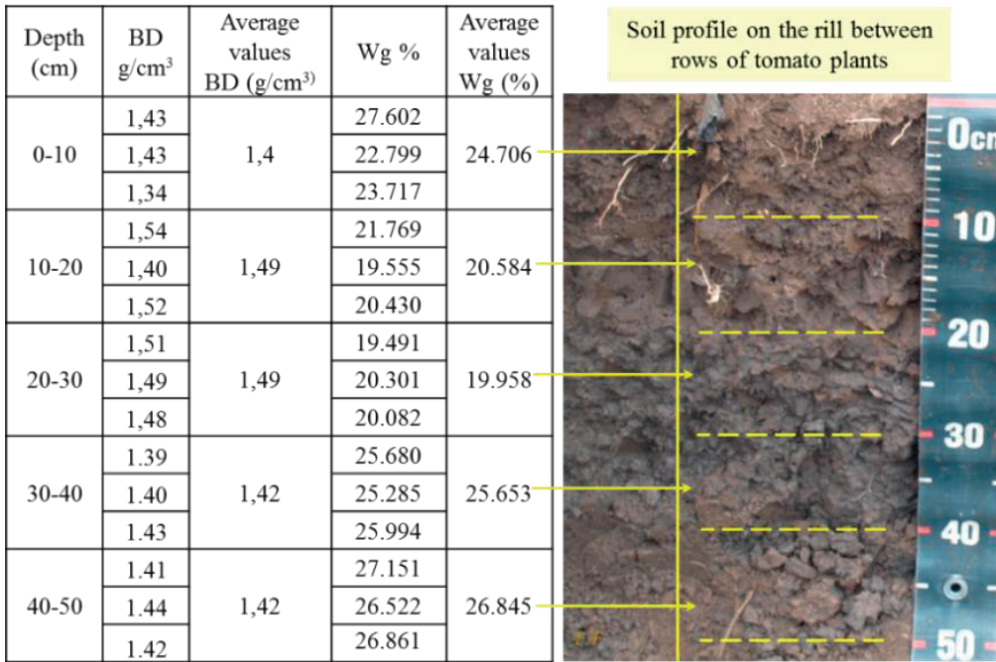 Depth (cm) BD g/cm³ Average values BD (g/cm³) Wg % Average values Wg (%)
0-10 1,43 1,4 27.602 24.706
1,43 22.799
1,34 23.717
10-20 1,54 1,49 21.769 20.584
1,40 19.555
1,52 20.430
20-30 1,51 1,49 19.491 19.958
1,49 20.301
1,48 20.082
30-40 1.39 1,42 25.680 25.653
1.40 25.285
1.43 25.994
40-50 1.41 1,42 27.151 26.845
1.44 26.522
1.42 26.861
Soil profile on the rill between
rows of tomato plants
0cm
10
20
30
40
50